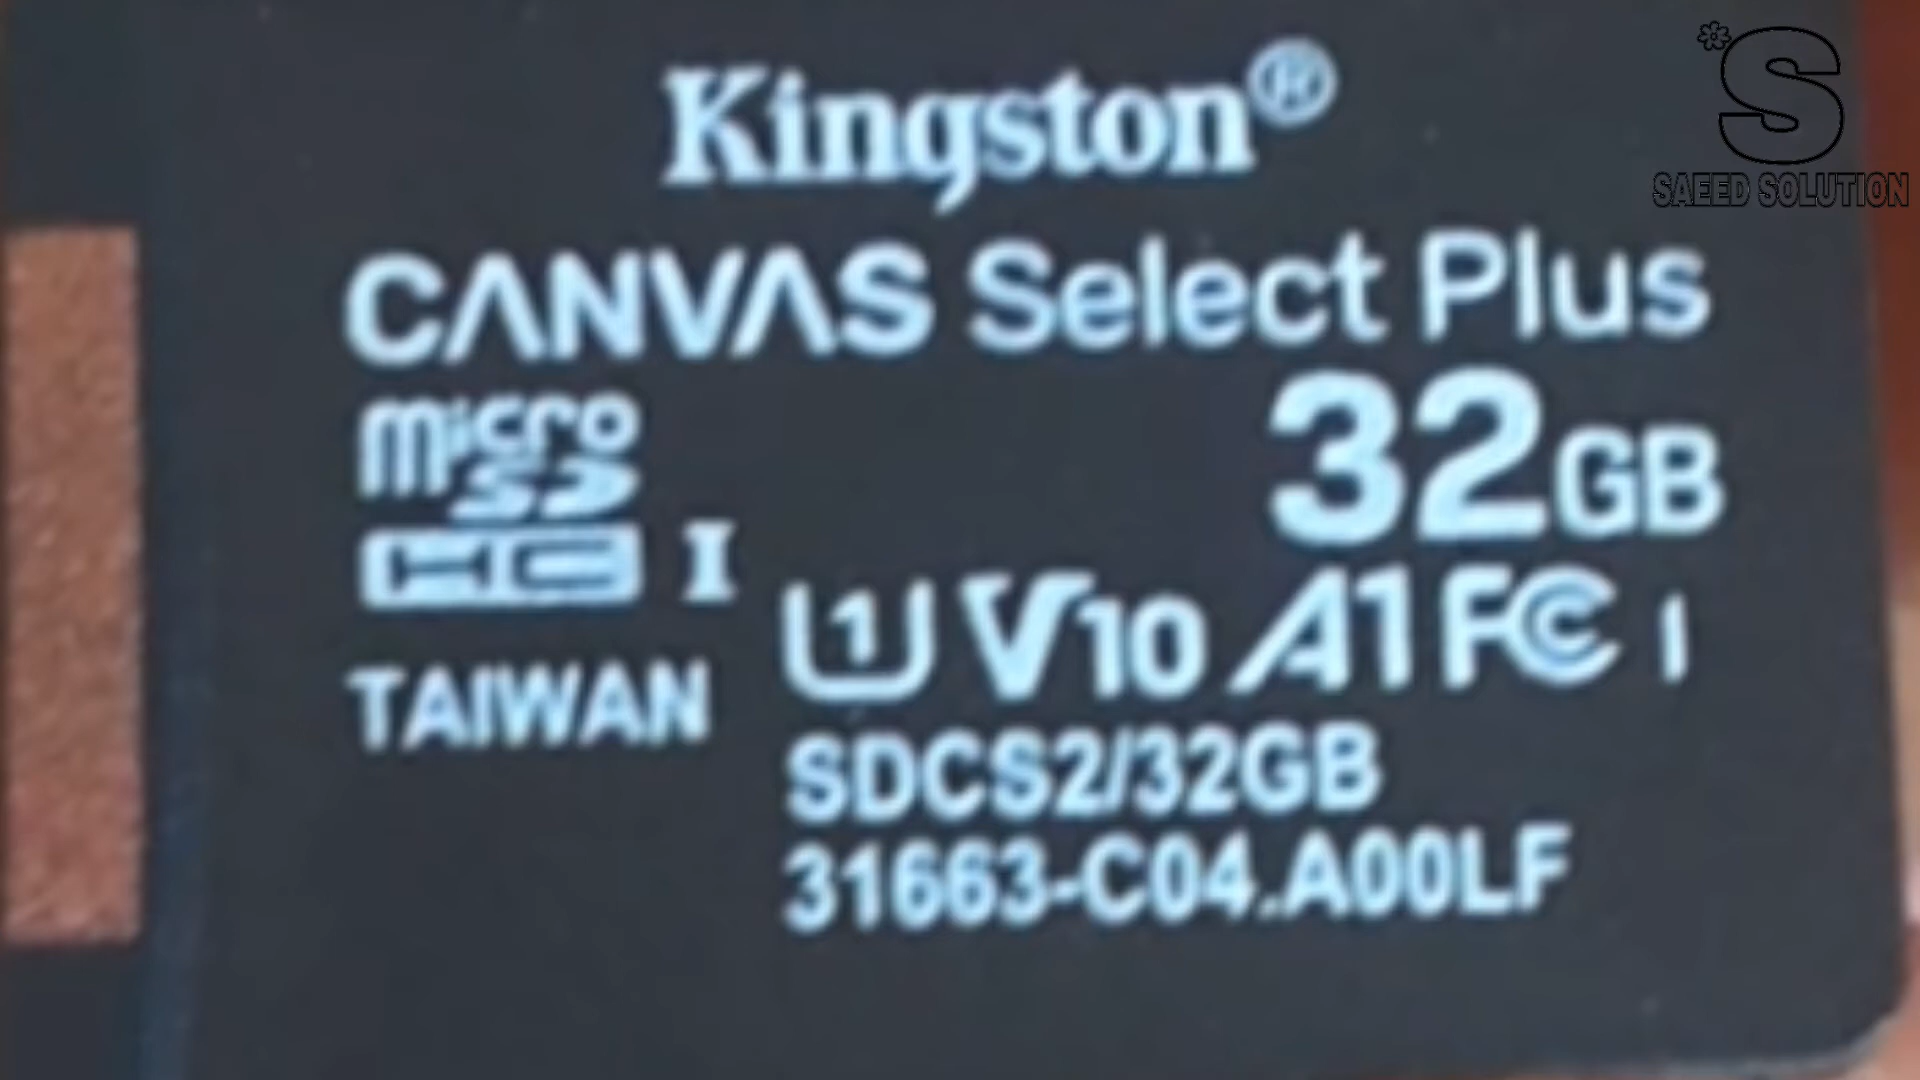 Kingston®
CANVAS Select Plus
micro
SD
HC I
32GB
U1 V10 A1 FC I
TAIWAN
SDCS2/32GB
31663-C04.A00LF
S
SAEED SOLUTION